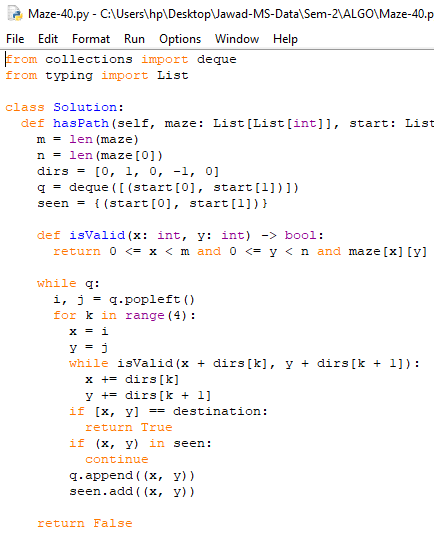 Maze-40.py - C:\Users\hp\Desktop\Jawad-MS-Data\Sem-2\ALGO\Maze-40.p
File Edit Format Run Options Window Help
from collections import deque
from typing import List

class Solution:
  def hasPath(self, maze: List[List[int]], start: List
    m = len(maze)
    n = len(maze[0])
    dirs = [0, 1, 0, -1, 0]
    q = deque([(start[0], start[1])])
    seen = {(start[0], start[1])}

    def isValid(x: int, y: int) -> bool:
      return 0 <= x < m and 0 <= y < n and maze[x][y]

    while q:
      i, j = q.popleft()
      for k in range(4):
        x = i
        y = j
        while isValid(x + dirs[k], y + dirs[k + 1]):
          x += dirs[k]
          y += dirs[k + 1]
        if [x, y] == destination:
          return True
        if (x, y) in seen:
          continue
        q.append((x, y))
        seen.add((x, y))

    return False